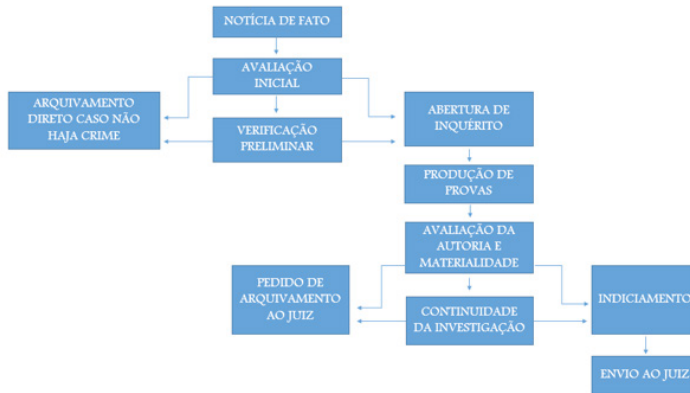 NOTÍCIA DE FATO
AVALIAÇÃO
INICIAL
ARQUIVAMENTO
DIRETO CASO NÃO
HAJA CRIME
VERIFICAÇÃO
PRELIMINAR
ABERTURA DE
INQUÉRITO
PRODUÇÃO DE
PROVAS
AVALIAÇÃO DA
AUTORIA E
MATERIALIDADE
PEDIDO DE
ARQUIVAMENTO
AO JUIZ
CONTINUIDADE
DA INVESTIGAÇÃO
INDICIAMENTO
ENVIO AO JUIZ